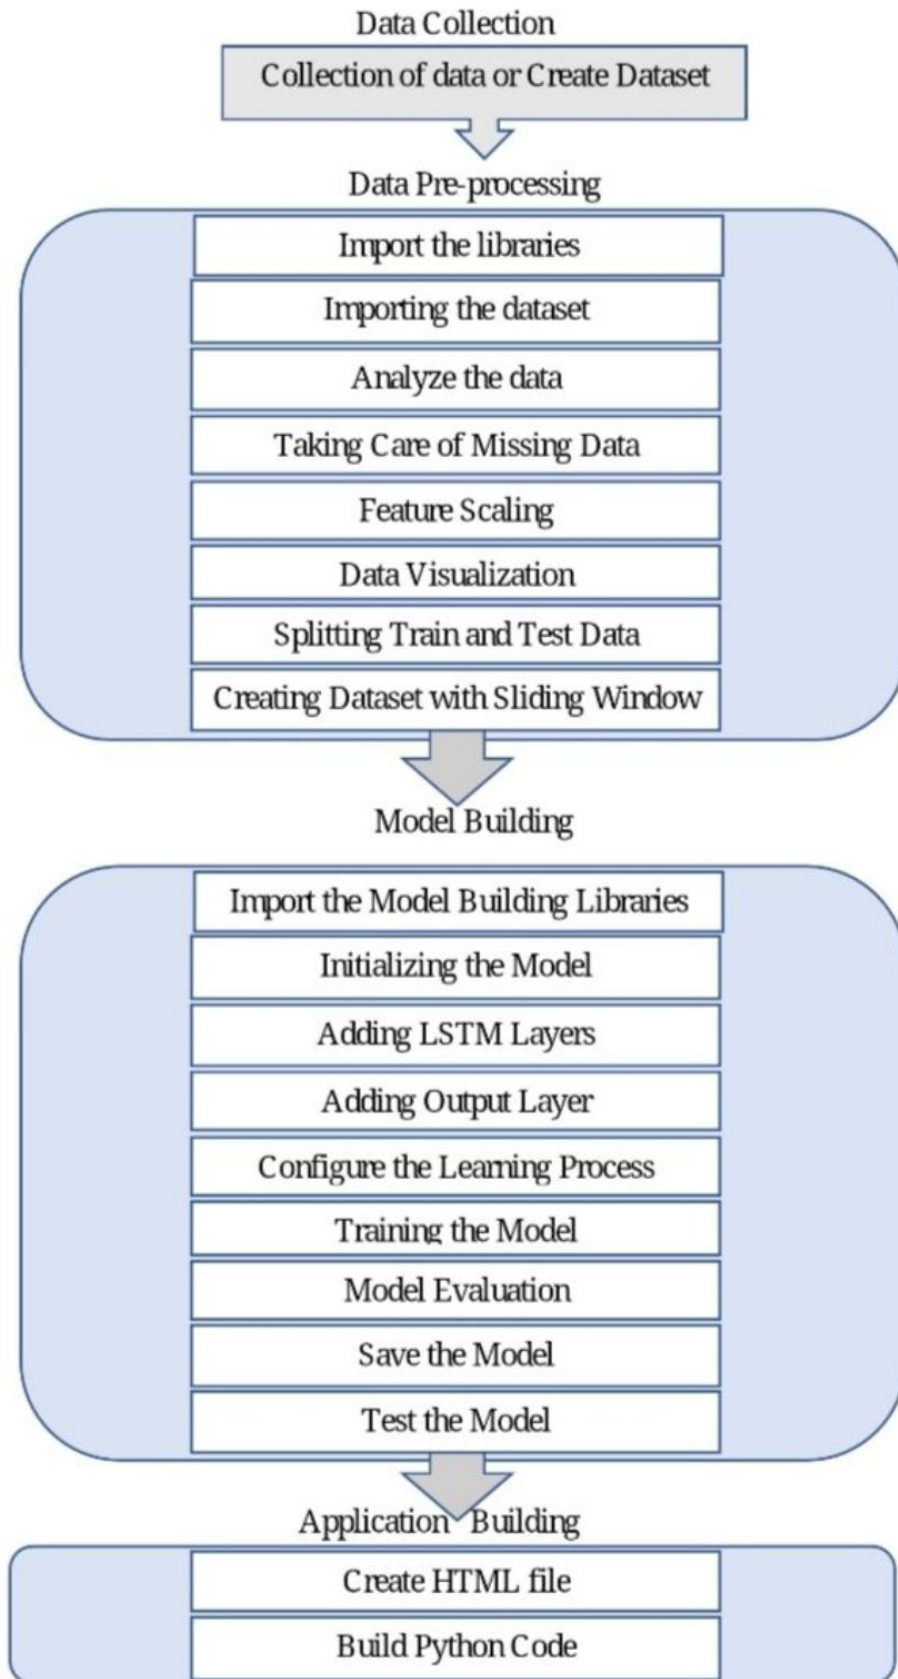 Data Collection
Collection of data or Create Dataset
Data Pre-processing
Import the libraries
Importing the dataset
Analyze the data
Taking Care of Missing Data
Feature Scaling
Data Visualization
Splitting Train and Test Data
Creating Dataset with Sliding Window
Model Building
Import the Model Building Libraries
Initializing the Model
Adding LSTM Layers
Adding Output Layer
Configure the Learning Process
Training the Model
Model Evaluation
Save the Model
Test the Model
Application Building
Create HTML file
Build Python Code